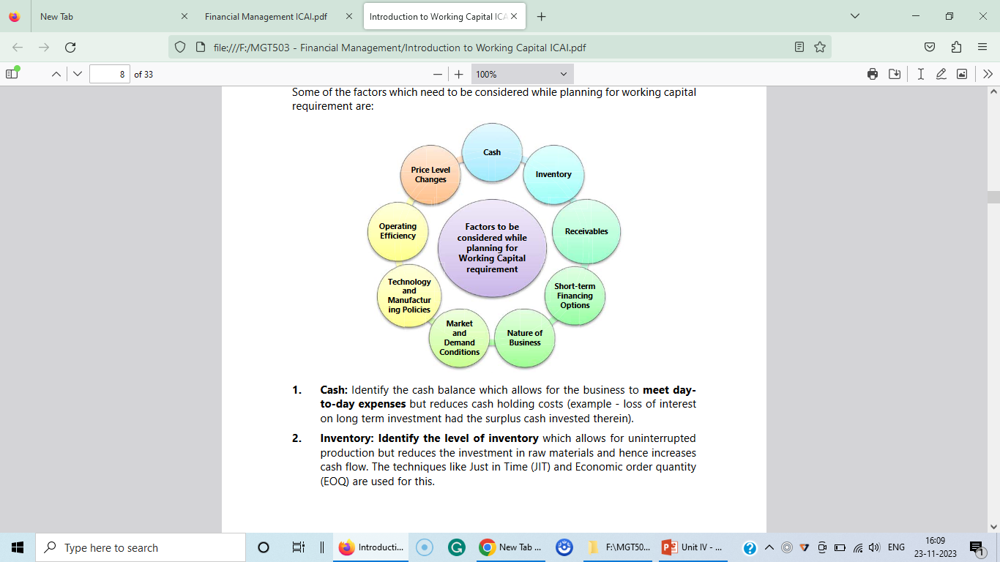 New Tab
Financial Management ICAI.pdf
Introduction to Working Capital ICA
file:///F:/MGT503 - Financial Management/Introduction to Working Capital ICAI.pdf
8 of 33
100%
Some of the factors which need to be considered while planning for working capital
requirement are:
Cash
Inventory
Receivables
Short-term
Financing
Options
Nature of
Business
Market
and
Demand
Conditions
Technology
and
Manufactur
ing Policies
Operating
Efficiency
Price Level
Changes
Factors to be
considered while
planning for
Working Capital
requirement
1. Cash: Identify the cash balance which allows for the business to meet day-
to-day expenses but reduces cash holding costs (example - loss of interest
on long term investment had the surplus cash invested therein).
2. Inventory: Identify the level of inventory which allows for uninterrupted
production but reduces the investment in raw materials and hence increases
cash flow. The techniques like Just in Time (JIT) and Economic order quantity
(EOQ) are used for this.
Type here to search
Introducti...
New Tab ...
F:\MGT50...
Unit IV - ...
ENG
16:09
23-11-2023
1